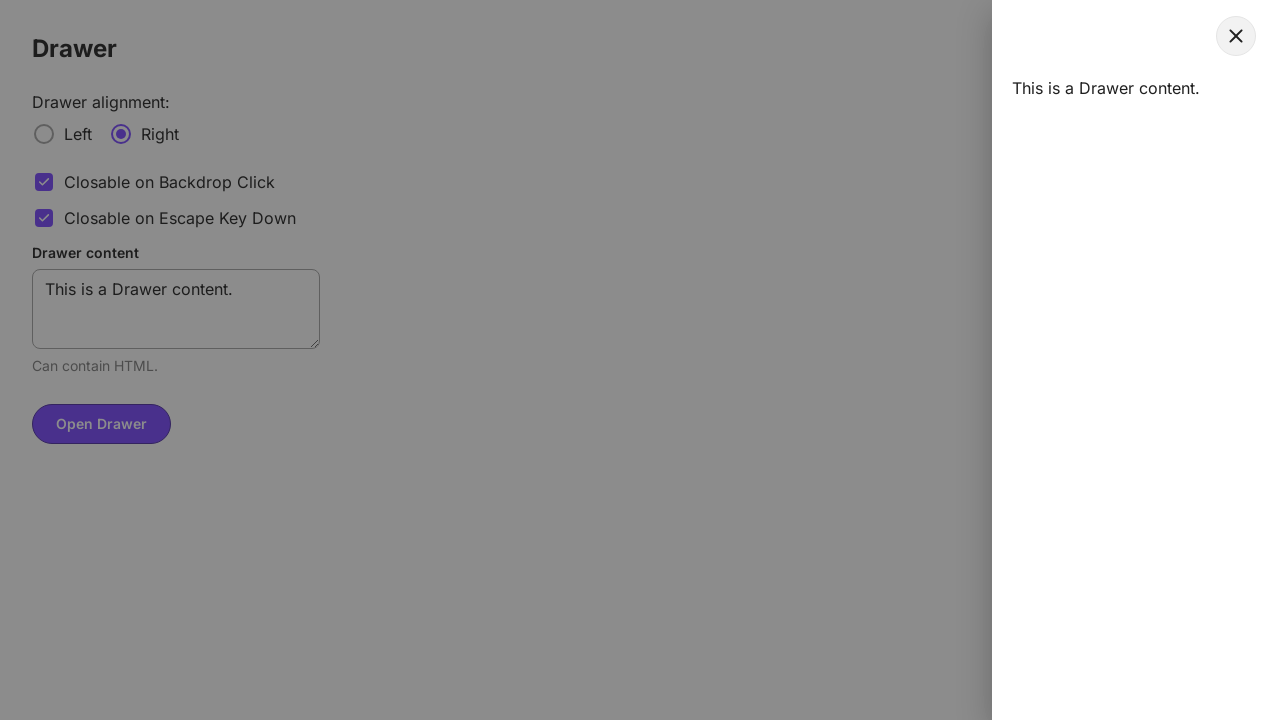 Drawer
Drawer alignment:
Left
Right
Closable on Backdrop Click
Closable on Escape Key Down
Drawer content
This is a Drawer content.
Can contain HTML.
Open Drawer
This is a Drawer content.